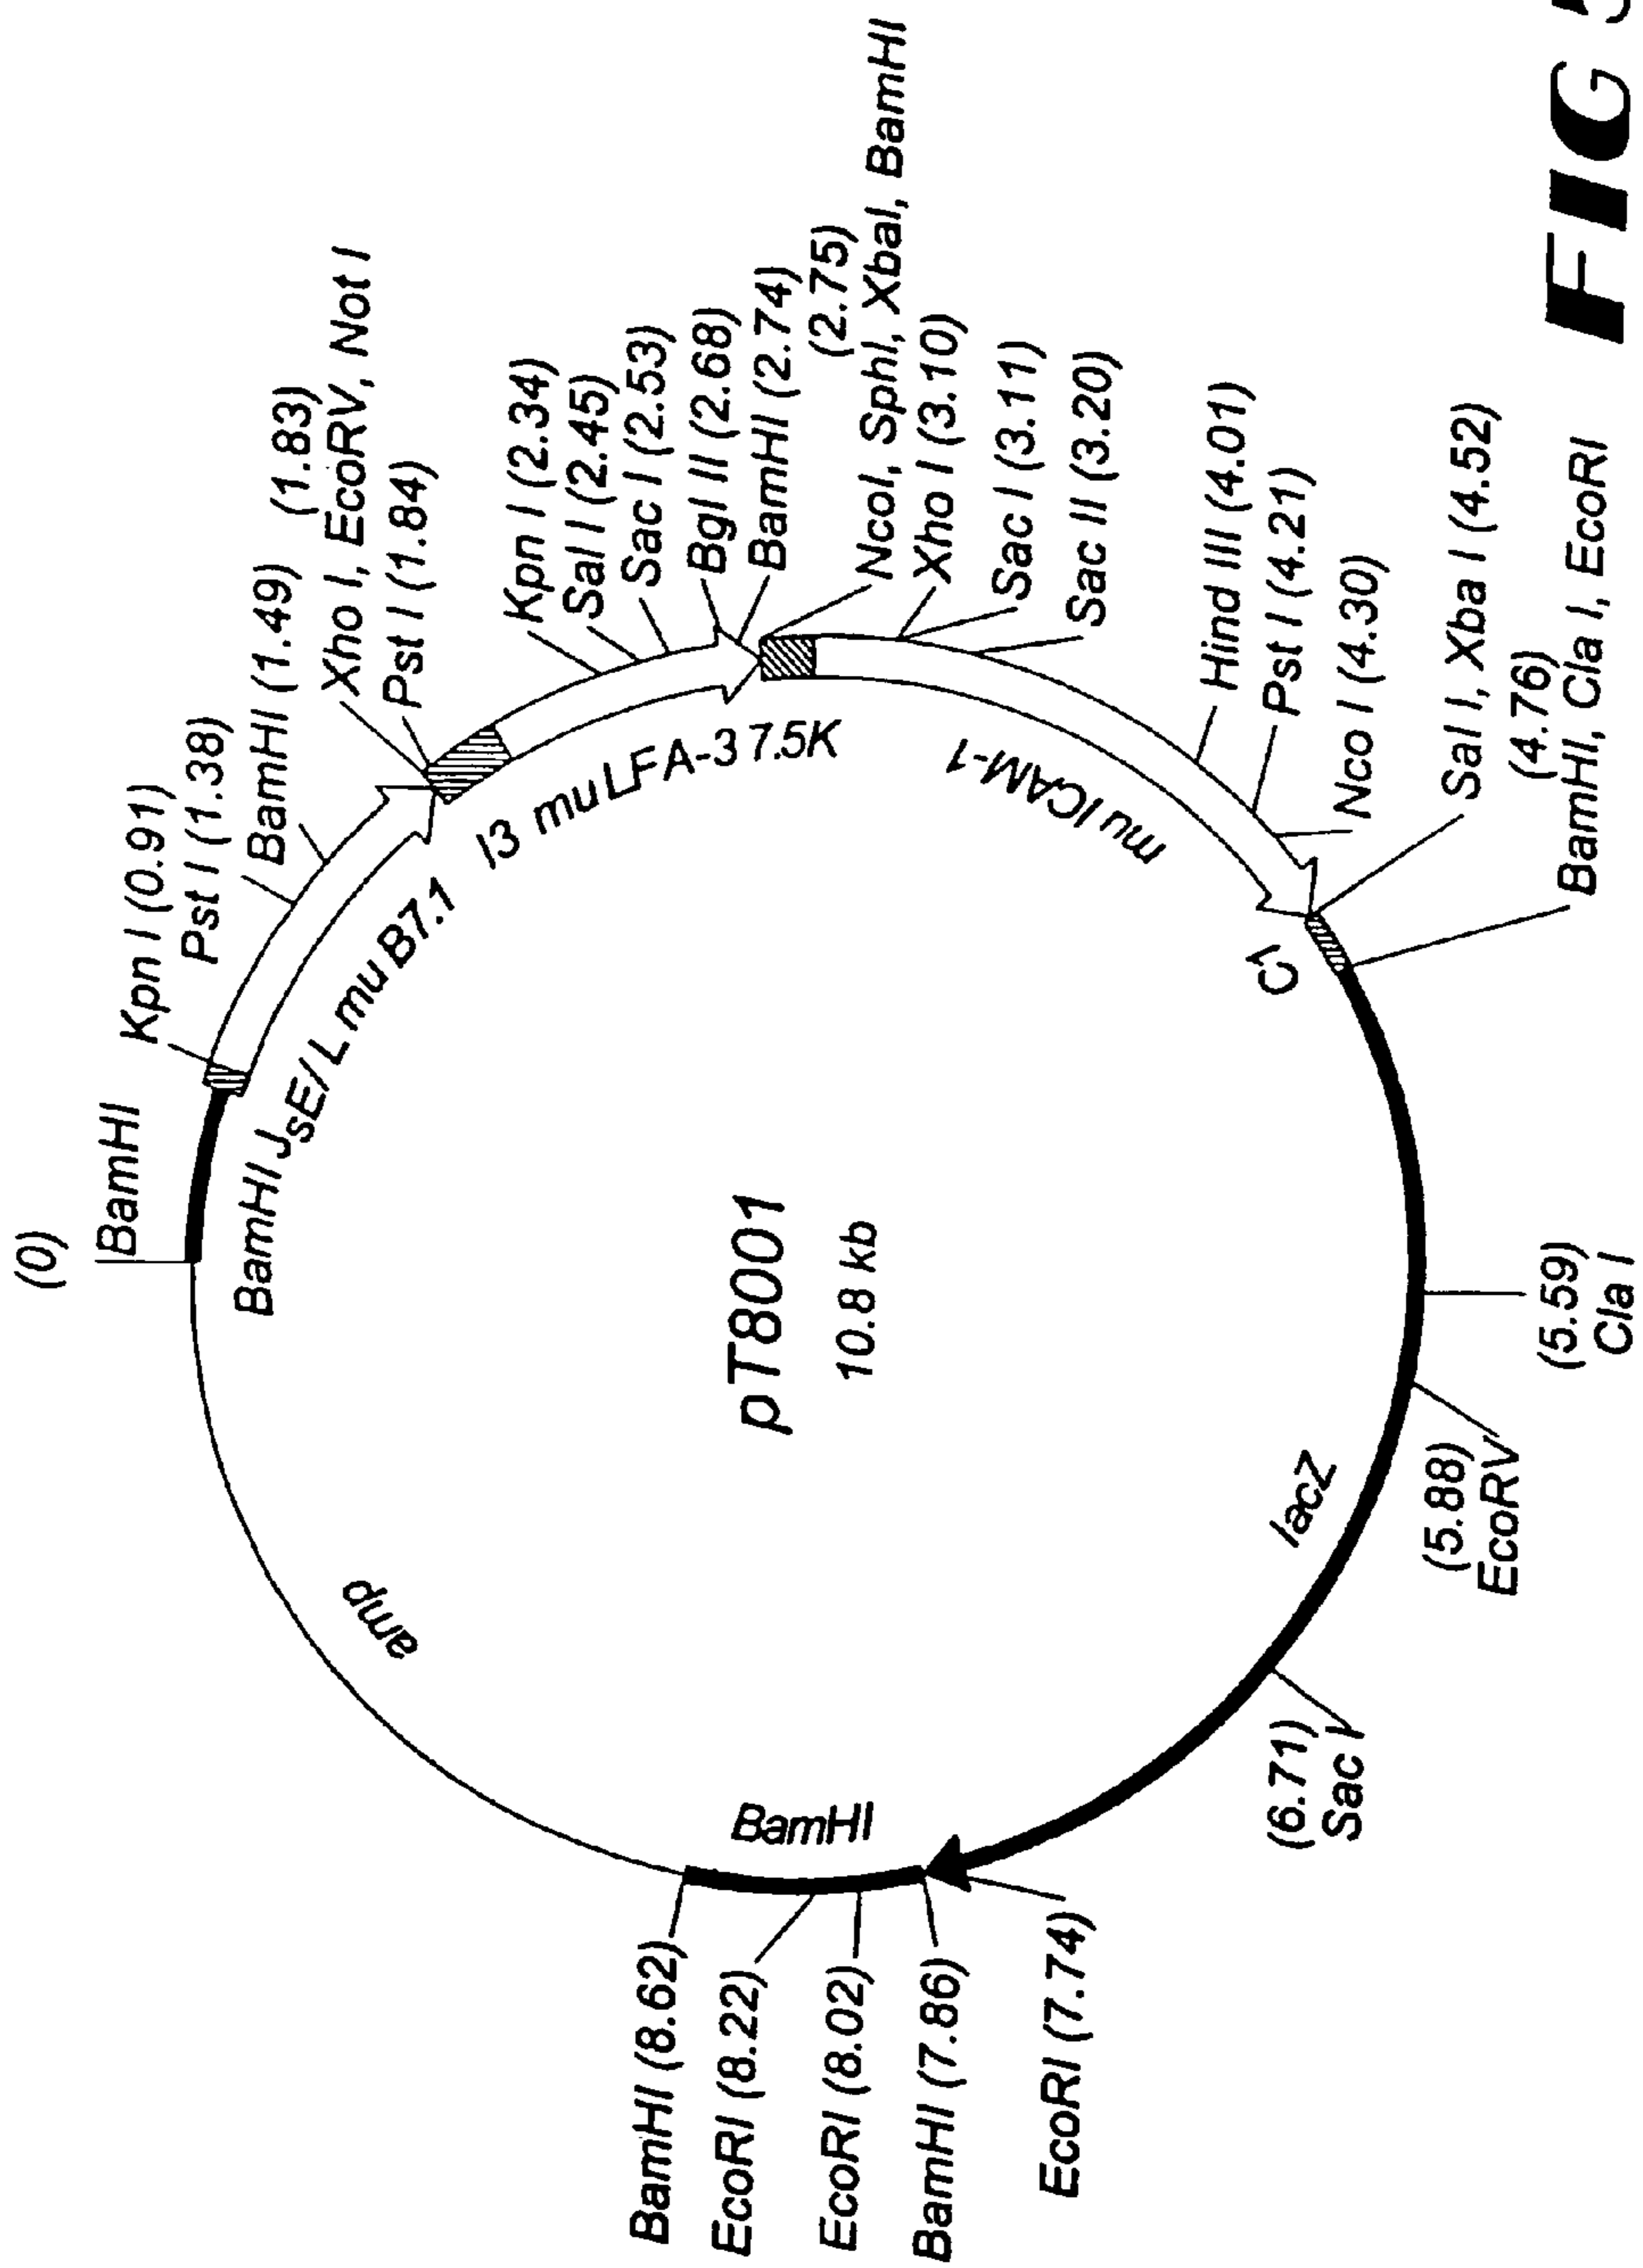 (0)
BamHI
Kpn I (0.91)
Pst I (1.38)
BamHI (1.49)
(1.83)
Xho I, EcoRV, Not I
Pst I (1.84)
Kpn I (2.34)
Sal I (2.45)
Sac I (2.53)
Bgl II (2.68)
BamHI (2.74)
(2.75)
NcoI, SphI, XbaI, BamHI
Xho I (3.10)
Sac I (3.11)
Sac II (3.20)
Hind III (4.01)
Pst I (4.21)
Nco I (4.30)
Sal I, Xba I (4.52)
(4.76)
BamHI, Cla I, EcoRI
(5.59)
Cla I
(5.88)
EcoRV
(6.71)
Sac I
EcoRI (7.74)
BamHI (7.86)
EcoRI (8.02)
EcoRI (8.22)
BamHI (8.62)
BamHI J
sE/L mu B7.1
I3 mu LFA-3 7.5K
mu ICAM-1
C1
lacZ
BamHI
amp
pT8001
10.8 kb
FIG